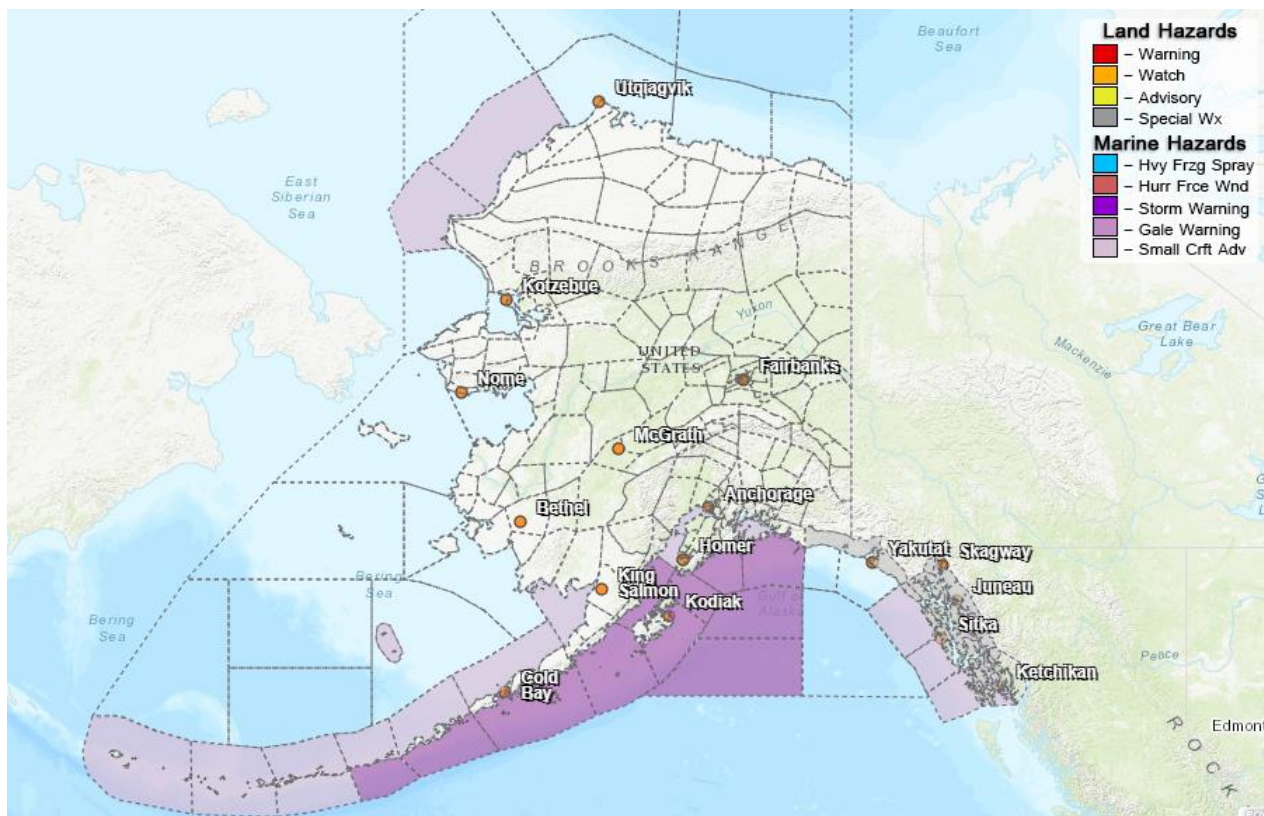 Beaufort
Sea
Land Hazards
– Warning
– Watch
– Advisory
– Special Wx
Marine Hazards
– Hvy Frzg Spray
– Hurr Frce Wnd
– Storm Warning
– Gale Warning
– Small Crft Adv
Utqiagvik
East
Siberian
Sea
BROOKS RANGE
Kotzebue
Yukon
Great Bear
Lake
Mackenzie
UNITED
STATES
Fairbanks
Nome
McGrath
Anchorage
Bethel
Homer
Yakutat
Skagway
King
Salmon
Juneau
Bering
Sea
Kodiak
Gulf of
Alaska
Bering
Sea
Sitka
Peace
Cold
Bay
Ketchikan
Edmont
ROCK